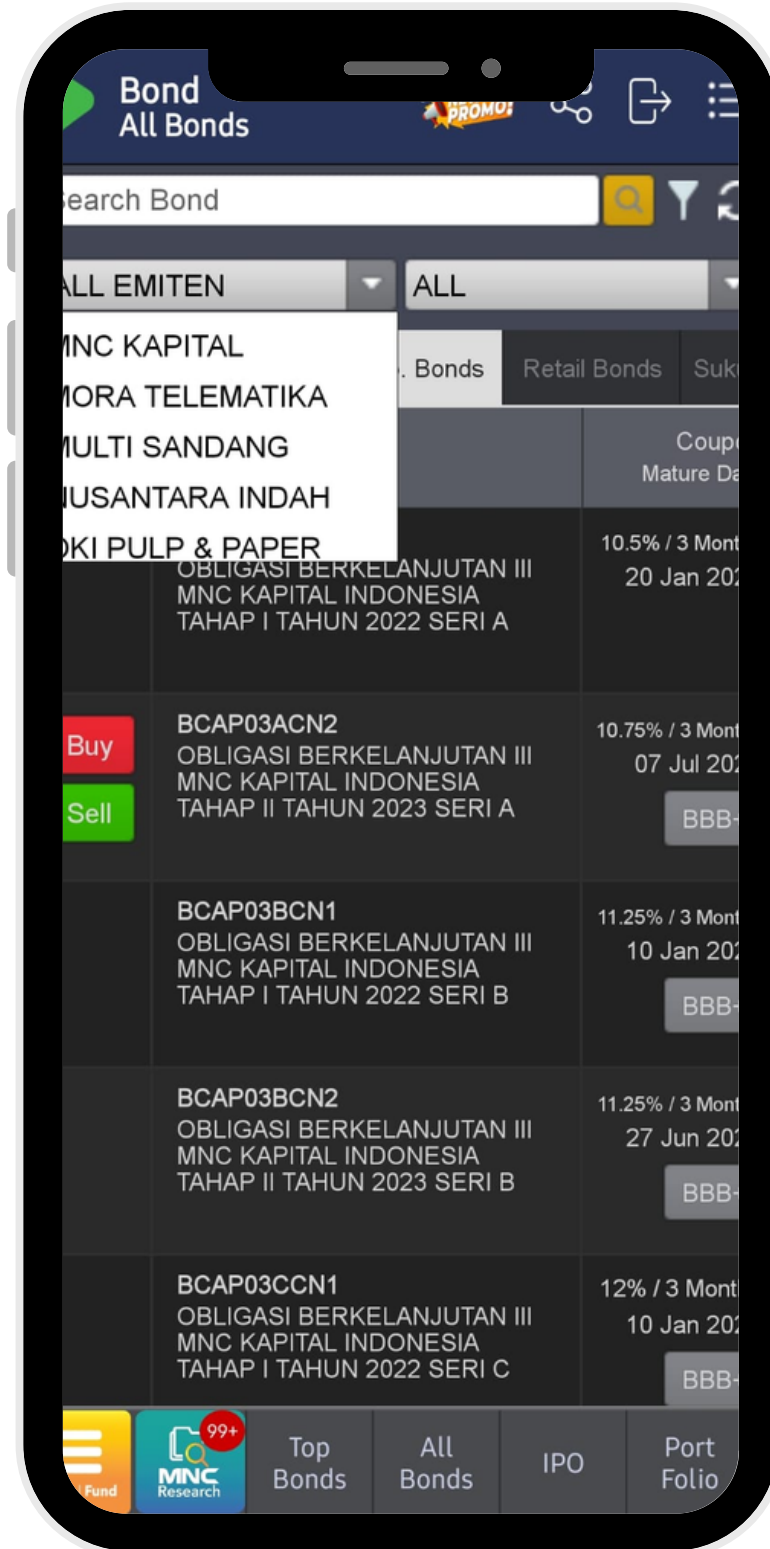 Bond
All Bonds
PROMO!
Search Bond
ALL EMITEN
ALL
MNC KAPITAL
MORA TELEMATIKA
MULTI SANDANG
NUSANTARA INDAH
OKI PULP & PAPER
. Bonds
Retail Bonds
Suku
Coupo
Mature Da
OBLIGASI BERKELANJUTAN III
MNC KAPITAL INDONESIA
TAHAP I TAHUN 2022 SERI A
10.5% / 3 Mont
20 Jan 202
Buy
Sell
BCAP03ACN2
OBLIGASI BERKELANJUTAN III
MNC KAPITAL INDONESIA
TAHAP II TAHUN 2023 SERI A
10.75% / 3 Mont
07 Jul 202
BBB-
BCAP03BCN1
OBLIGASI BERKELANJUTAN III
MNC KAPITAL INDONESIA
TAHAP I TAHUN 2022 SERI B
11.25% / 3 Mont
10 Jan 202
BBB-
BCAP03BCN2
OBLIGASI BERKELANJUTAN III
MNC KAPITAL INDONESIA
TAHAP II TAHUN 2023 SERI B
11.25% / 3 Mont
27 Jun 202
BBB-
BCAP03CCN1
OBLIGASI BERKELANJUTAN III
MNC KAPITAL INDONESIA
TAHAP I TAHUN 2022 SERI C
12% / 3 Mont
10 Jan 202
BBB-
Fund
99+
MNC
Research
Top
Bonds
All
Bonds
IPO
Port
Folio